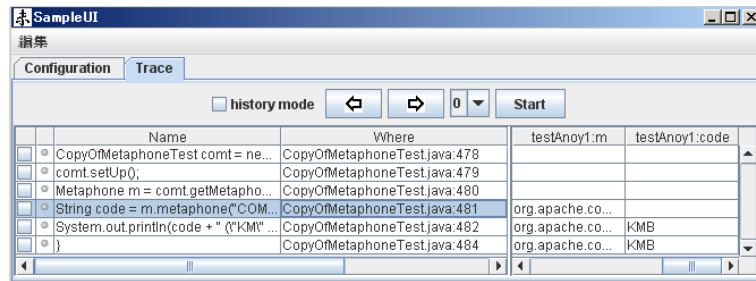 SampleUI
編集
Configuration Trace
history mode 0 Start
Name Where testAnoy1:m testAnoy1:code
CopyOfMetaphoneTest comt = ne... CopyOfMetaphoneTest.java:478
comt.setUp(); CopyOfMetaphoneTest.java:479
Metaphone m = comt.getMetapho... CopyOfMetaphoneTest.java:480
String code = m.metaphone("COM... CopyOfMetaphoneTest.java:481 org.apache.co...
System.out.println(code + " (\"KM\" ... CopyOfMetaphoneTest.java:482 org.apache.co... KMB
} CopyOfMetaphoneTest.java:484 org.apache.co... KMB